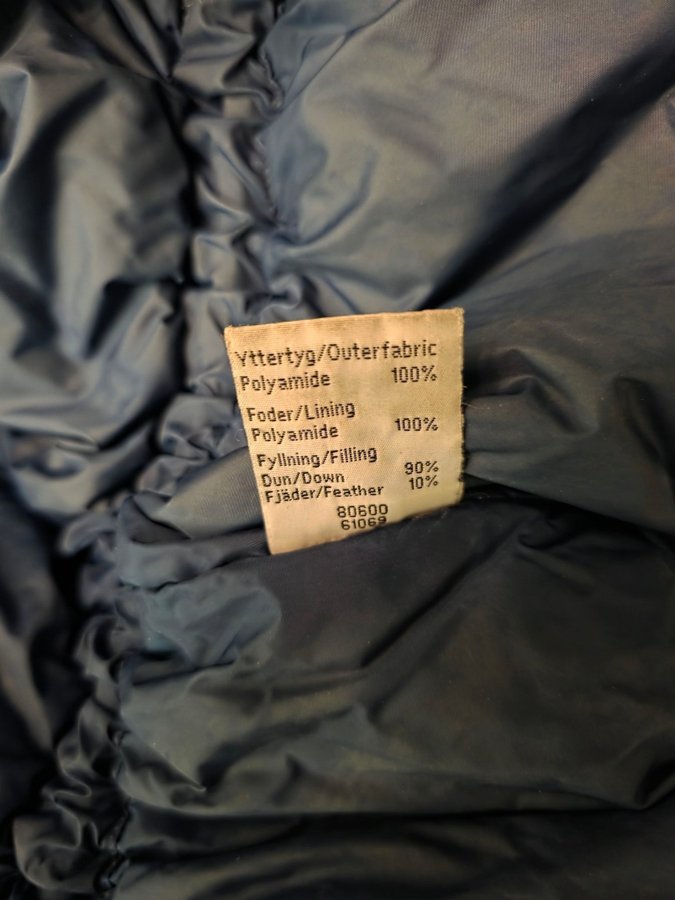 Yttertyg/Outerfabric
Polyamide 100%
Foder/Lining
Polyamide 100%
Fyllning/Filling
Dun/Down 90%
Fjäder/Feather 10%
80600
61069